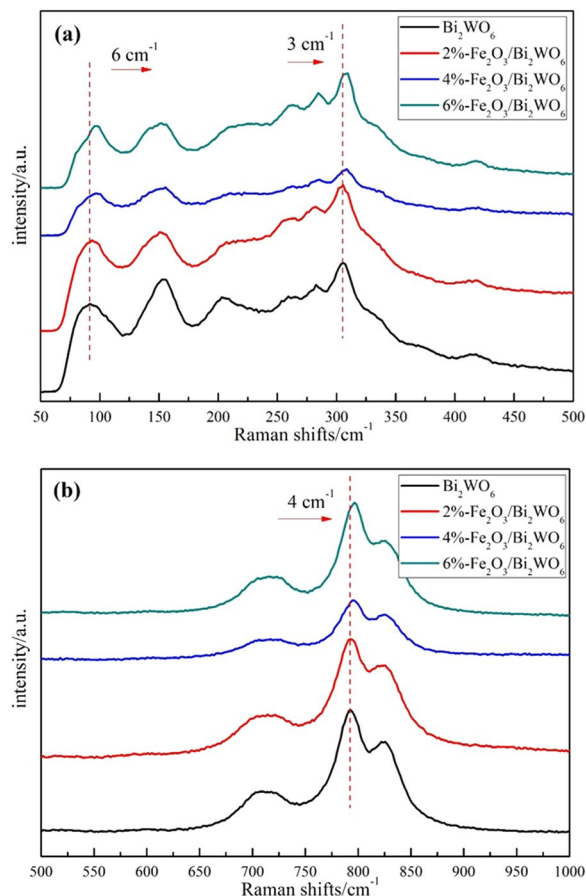 (a)
6 cm⁻¹
3 cm⁻¹
Bi₂WO₆
2%-Fe₂O₃/Bi₂WO₆
4%-Fe₂O₃/Bi₂WO₆
6%-Fe₂O₃/Bi₂WO₆
intensity/a.u.
50 100 150 200 250 300 350 400 450 500
Raman shifts/cm⁻¹
(b)
4 cm⁻¹
Bi₂WO₆
2%-Fe₂O₃/Bi₂WO₆
4%-Fe₂O₃/Bi₂WO₆
6%-Fe₂O₃/Bi₂WO₆
intensity/a.u.
500 550 600 650 700 750 800 850 900 950 1000
Raman shifts/cm⁻¹